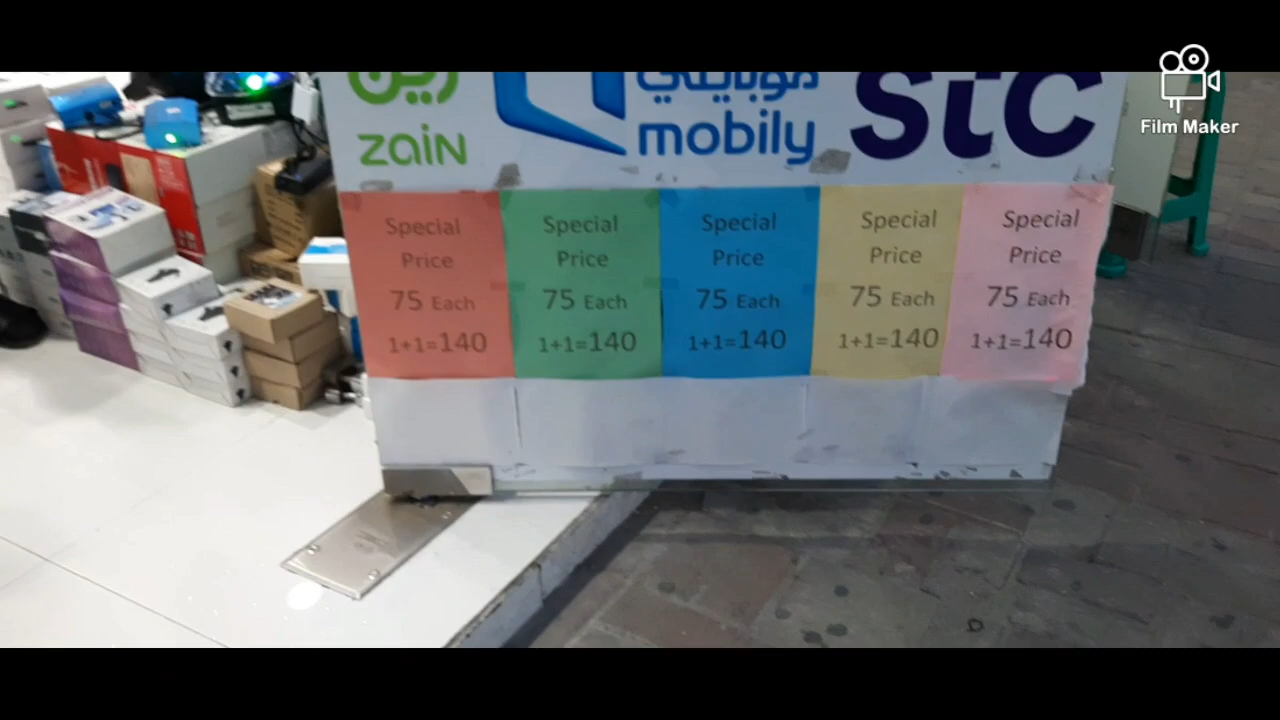 Film Maker
زين
موبايلي
stc
zain
mobily
Special
Price
75 Each
1+1=140
Special
Price
75 Each
1+1=140
Special
Price
75 Each
1+1=140
Special
Price
75 Each
1+1=140
Special
Price
75 Each
1+1=140